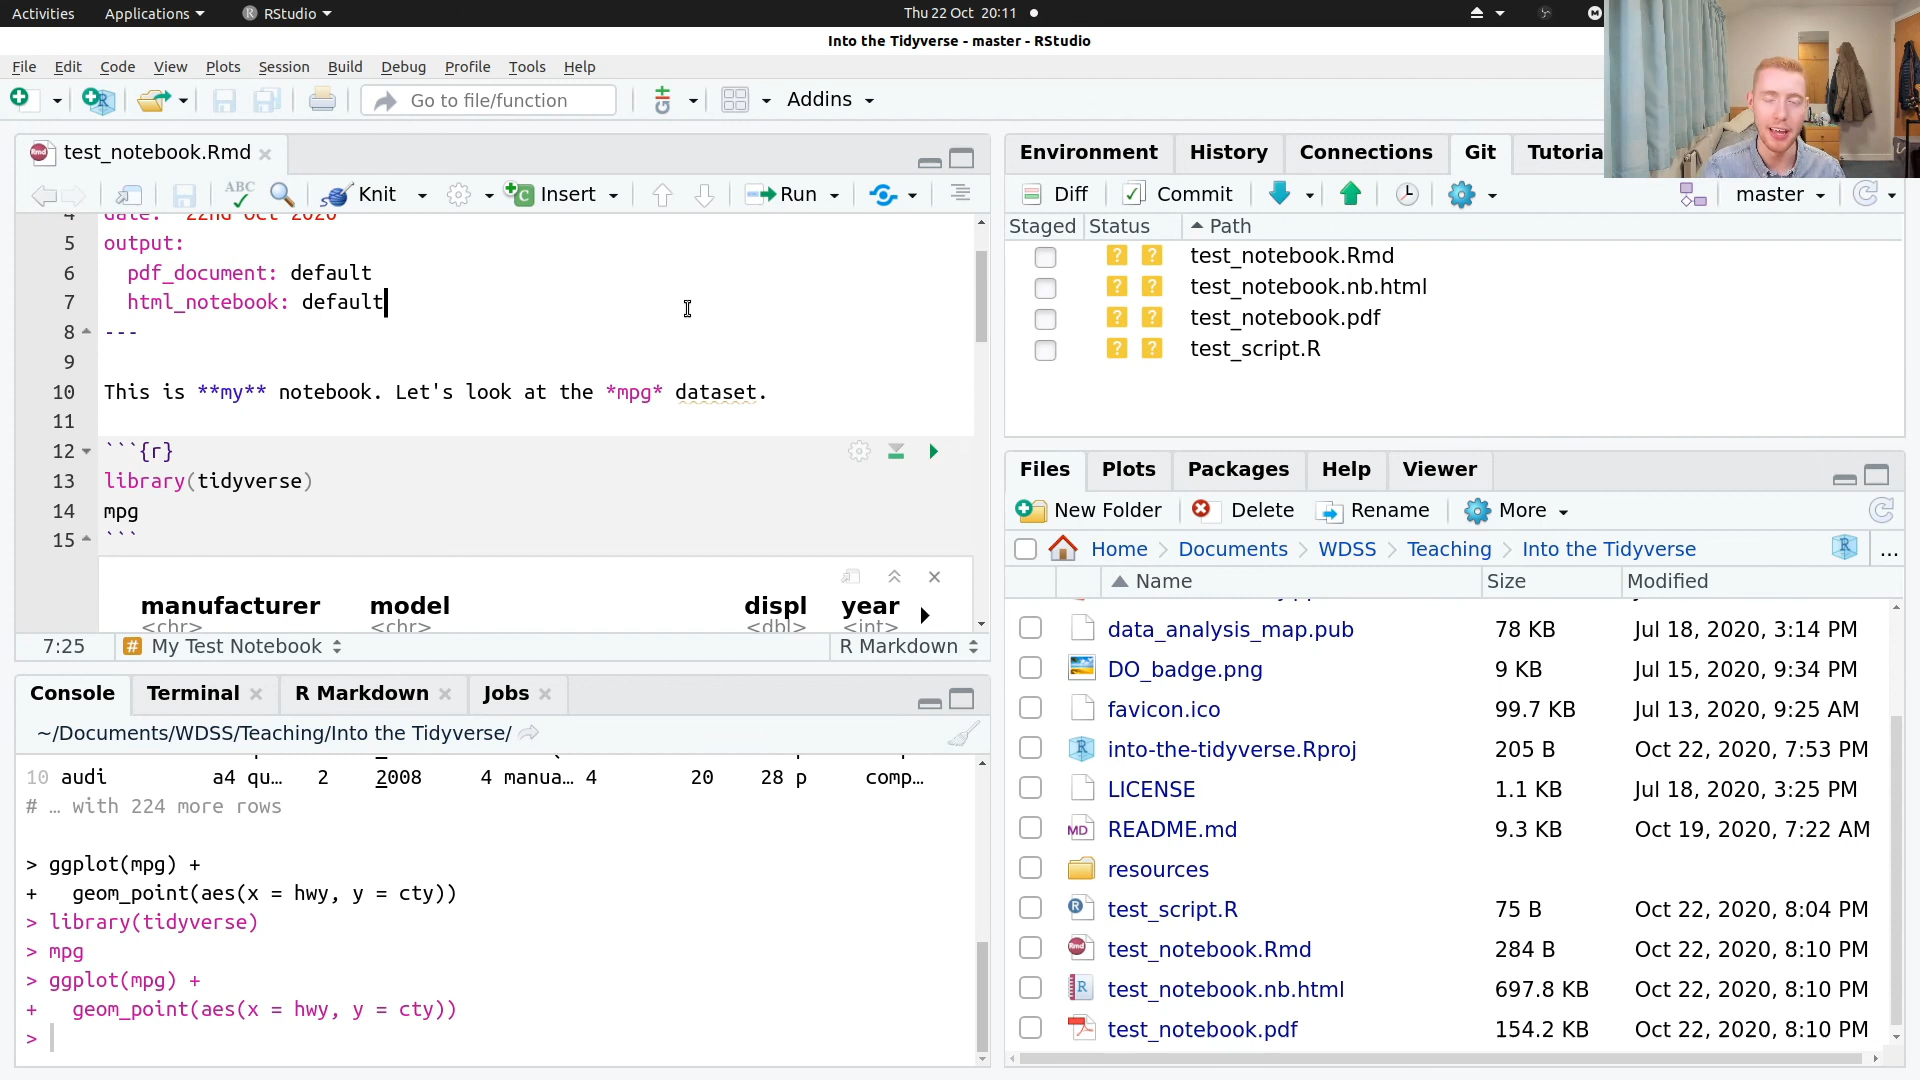 Activities Applications RStudio Thu 22 Oct 20:11
Into the Tidyverse - master - RStudio
File Edit Code View Plots Session Build Debug Profile Tools Help
Go to file/function Addins
test_notebook.Rmd
ABC Knit Insert Run
4 date: "22nd Oct 2020"
5 output:
6 pdf_document: default
7 html_notebook: default
8 ---
9
10 This is **my** notebook. Let's look at the *mpg* dataset.
11
12 ```{r}
13 library(tidyverse)
14 mpg
15 ```
manufacturer model displ year
<chr> <chr> <dbl> <int>
7:25 # My Test Notebook R Markdown
Console Terminal R Markdown Jobs
~/Documents/WDSS/Teaching/Into the Tidyverse/
10 audi a4 qu… 2 2008 4 manua… 4 20 28 p comp…
# … with 224 more rows
> ggplot(mpg) +
+ geom_point(aes(x = hwy, y = cty))
> library(tidyverse)
> mpg
> ggplot(mpg) +
+ geom_point(aes(x = hwy, y = cty))
>
Environment History Connections Git Tutoria
Diff Commit master
Staged Status Path
? ? test_notebook.Rmd
? ? test_notebook.nb.html
? ? test_notebook.pdf
? ? test_script.R
Files Plots Packages Help Viewer
New Folder Delete Rename More
Home Documents WDSS Teaching Into the Tidyverse ...
Name Size Modified
data_analysis_map.pub 78 KB Jul 18, 2020, 3:14 PM
DO_badge.png 9 KB Jul 15, 2020, 9:34 PM
favicon.ico 99.7 KB Jul 13, 2020, 9:25 AM
into-the-tidyverse.Rproj 205 B Oct 22, 2020, 7:53 PM
LICENSE 1.1 KB Jul 18, 2020, 3:25 PM
README.md 9.3 KB Oct 19, 2020, 7:22 AM
resources
test_script.R 75 B Oct 22, 2020, 8:04 PM
test_notebook.Rmd 284 B Oct 22, 2020, 8:10 PM
test_notebook.nb.html 697.8 KB Oct 22, 2020, 8:10 PM
test_notebook.pdf 154.2 KB Oct 22, 2020, 8:10 PM